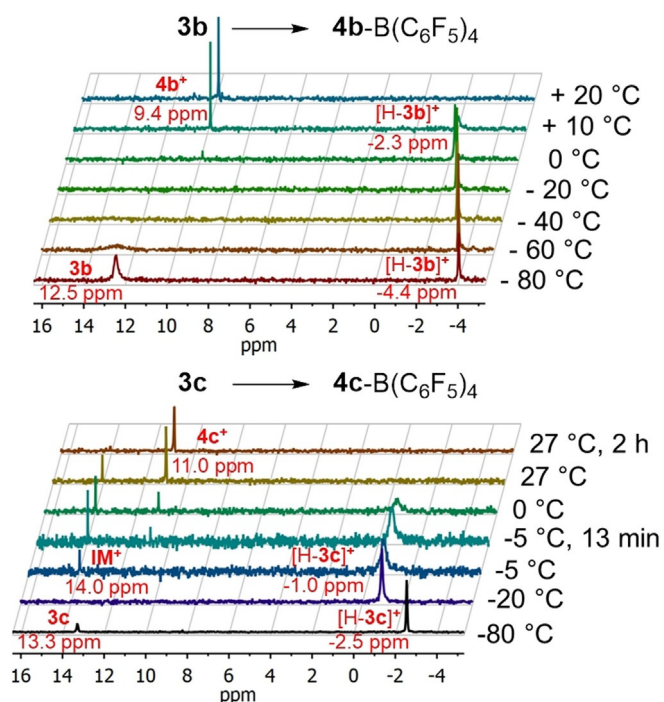 3b → 4b-B(C₆F₅)₄
4b⁺
+ 20 °C
9.4 ppm
[H-3b]⁺
+ 10 °C
-2.3 ppm
0 °C
- 20 °C
- 40 °C
- 60 °C
3b
[H-3b]⁺
- 80 °C
12.5 ppm
-4.4 ppm
16 14 12 10 8 6 4 2 0 -2 -4
ppm
3c → 4c-B(C₆F₅)₄
4c⁺
27 °C, 2 h
11.0 ppm
27 °C
0 °C
-5 °C, 13 min
IM⁺
[H-3c]⁺
-5 °C
14.0 ppm
-1.0 ppm
-20 °C
3c
[H-3c]⁺
-80 °C
13.3 ppm
-2.5 ppm
16 14 12 10 8 6 4 2 0 -2 -4
ppm